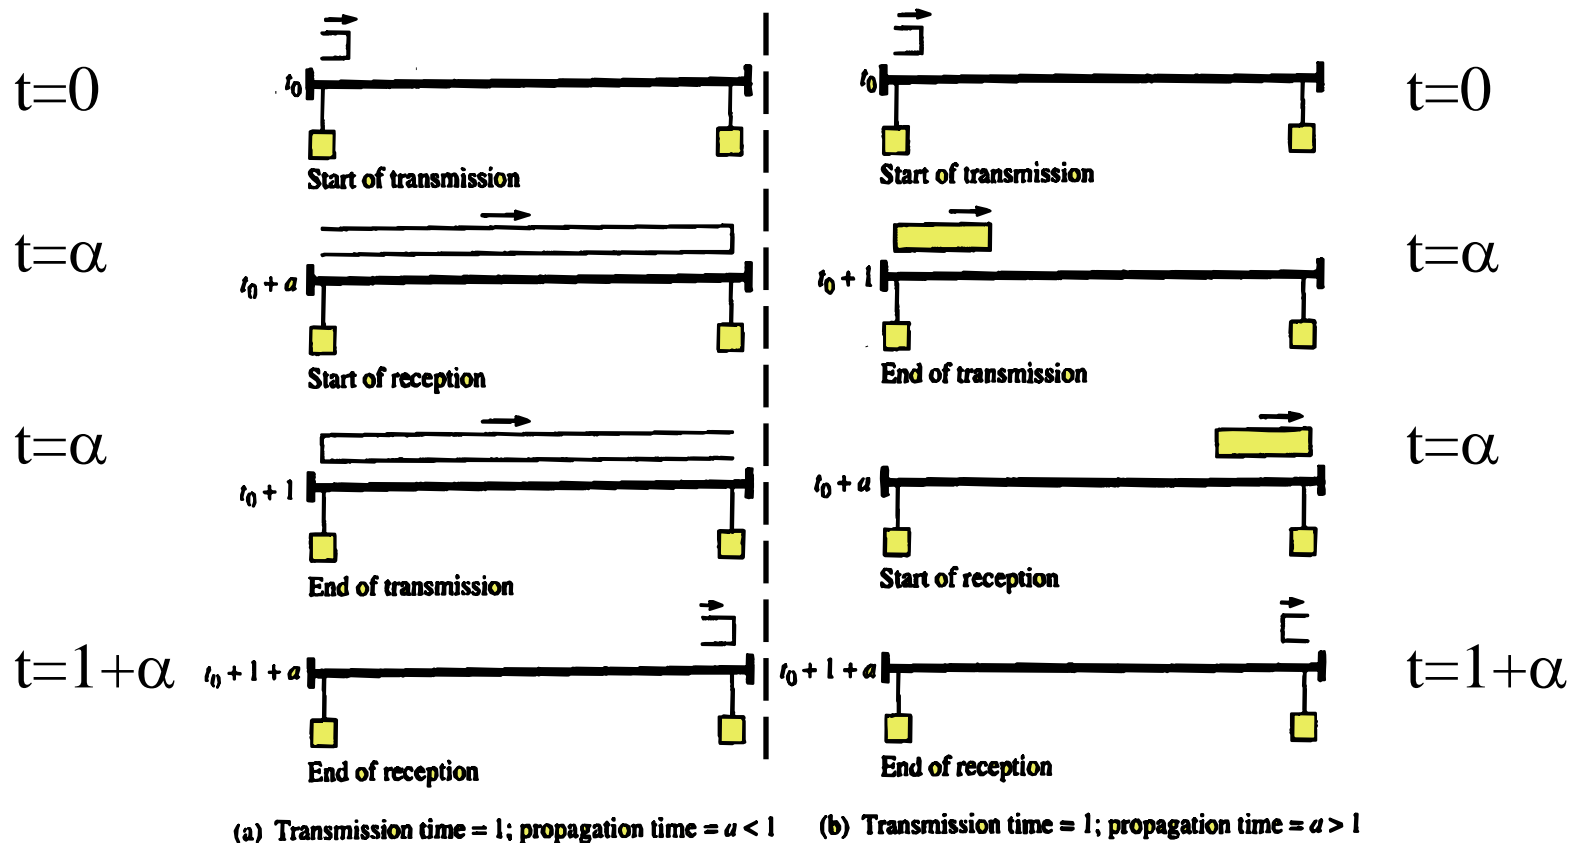 t=0
t₀
Start of transmission
t₀
Start of transmission
t=0
t=α
t₀ + a
Start of reception
t₀ + 1
End of transmission
t=α
t=α
t₀ + 1
End of transmission
t₀ + a
Start of reception
t=α
t=1+α
t₀ + 1 + a
End of reception
t₀ + 1 + a
End of reception
t=1+α
(a) Transmission time = 1; propagation time = a < 1
(b) Transmission time = 1; propagation time = a > 1